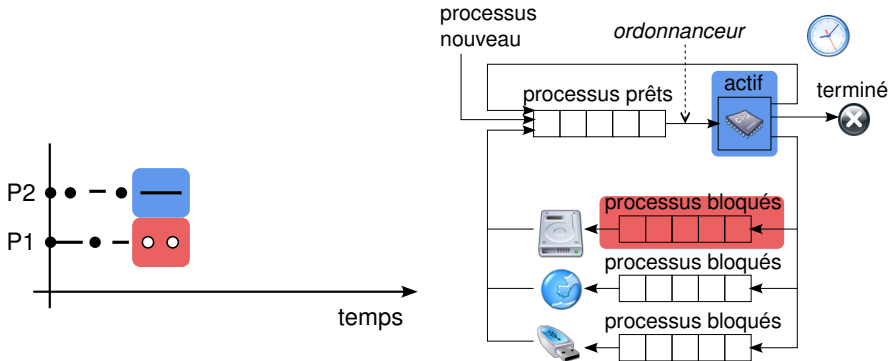 processus
nouveau
ordonnanceur
actif
processus prêts
terminé
P2
processus bloqués
P1
processus bloqués
temps
processus bloqués